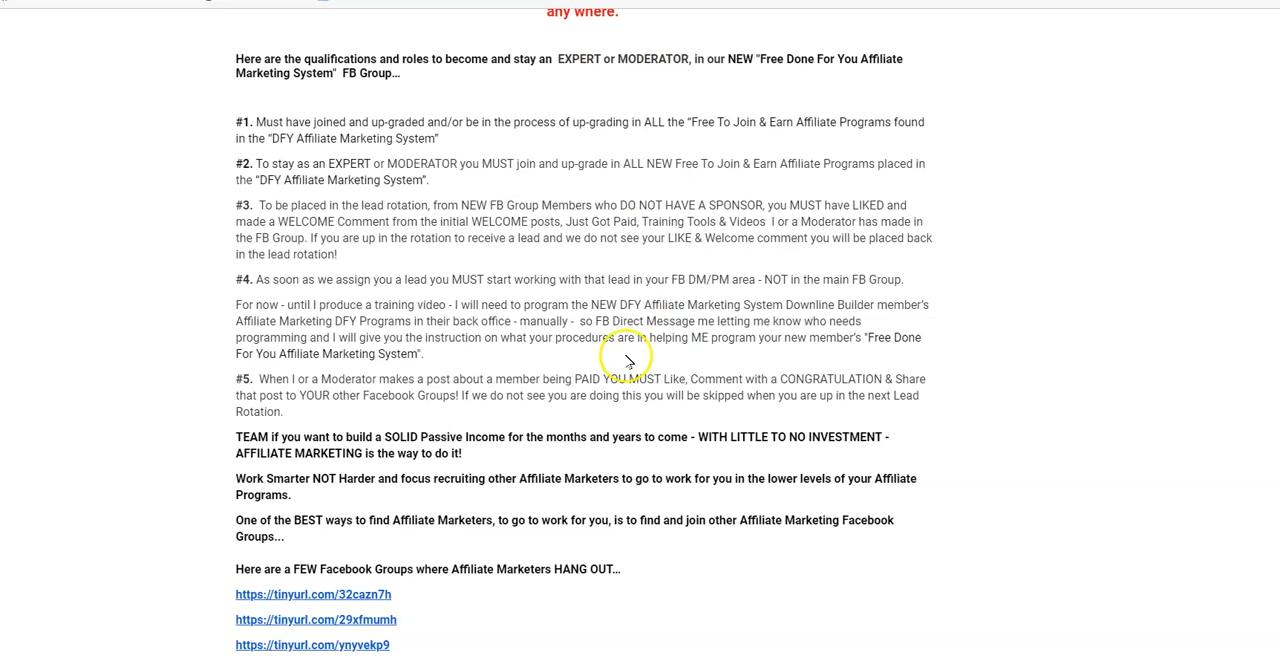 any where.
Here are the qualifications and roles to become and stay an  EXPERT or MODERATOR, in our NEW "Free Done For You Affiliate
Marketing System"  FB Group...
#1. Must have joined and up-graded and/or be in the process of up-grading in ALL the “Free To Join & Earn Affiliate Programs found
in the “DFY Affiliate Marketing System”
#2. To stay as an EXPERT or MODERATOR you MUST join and up-grade in ALL NEW Free To Join & Earn Affiliate Programs placed in
the “DFY Affiliate Marketing System”.
#3.  To be placed in the lead rotation, from NEW FB Group Members who DO NOT HAVE A SPONSOR, you MUST have LIKED and
made a WELCOME Comment from the initial WELCOME posts, Just Got Paid, Training Tools & Videos  I or a Moderator has made in
the FB Group. If you are up in the rotation to receive a lead and we do not see your LIKE & Welcome comment you will be placed back
in the lead rotation!
#4. As soon as we assign you a lead you MUST start working with that lead in your FB DM/PM area - NOT in the main FB Group.
For now - until I produce a training video - I will need to program the NEW DFY Affiliate Marketing System Downline Builder member’s
Affiliate Marketing DFY Programs in their back office - manually -  so FB Direct Message me letting me know who needs
programming and I will give you the instruction on what your procedures are in helping ME program your new member’s "Free Done
For You Affiliate Marketing System".
#5.  When I or a Moderator makes a post about a member being PAID YOU MUST Like, Comment with a CONGRATULATION & Share
that post to YOUR other Facebook Groups! If we do not see you are doing this you will be skipped when you are up in the next Lead
Rotation.
TEAM if you want to build a SOLID Passive Income for the months and years to come - WITH LITTLE TO NO INVESTMENT -
AFFILIATE MARKETING is the way to do it!
Work Smarter NOT Harder and focus recruiting other Affiliate Marketers to go to work for you in the lower levels of your Affiliate
Programs.
One of the BEST ways to find Affiliate Marketers, to go to work for you, is to find and join other Affiliate Marketing Facebook
Groups...
Here are a FEW Facebook Groups where Affiliate Marketers HANG OUT...
https://tinyurl.com/32cazn7h
https://tinyurl.com/29xfmumh
https://tinyurl.com/ynyvekp9